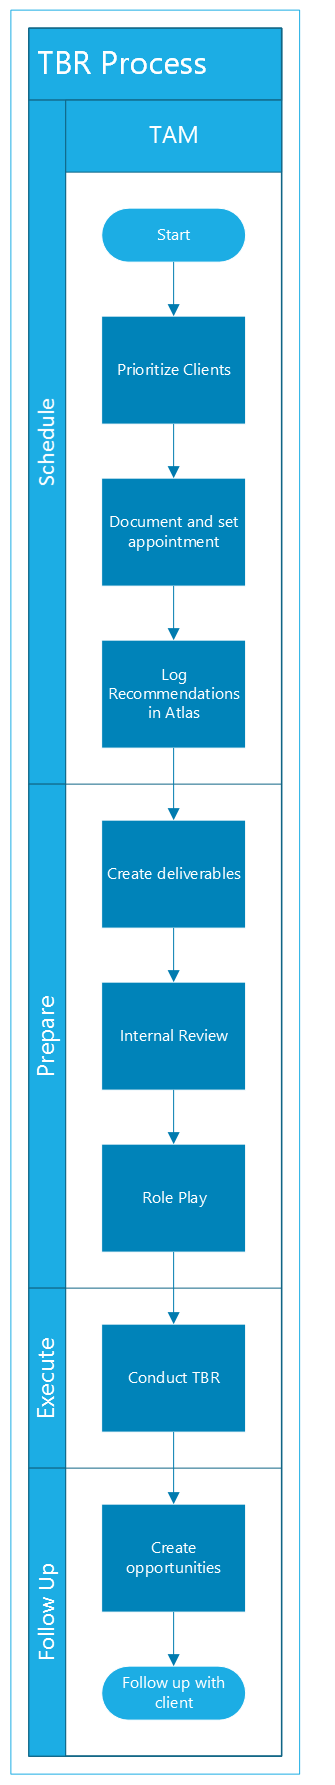 TBR Process
TAM
Schedule
Start
Prioritize Clients
Document and set
appointment
Log
Recommendations
in Atlas
Prepare
Create deliverables
Internal Review
Role Play
Execute
Conduct TBR
Follow Up
Create
opportunities
Follow up with
client